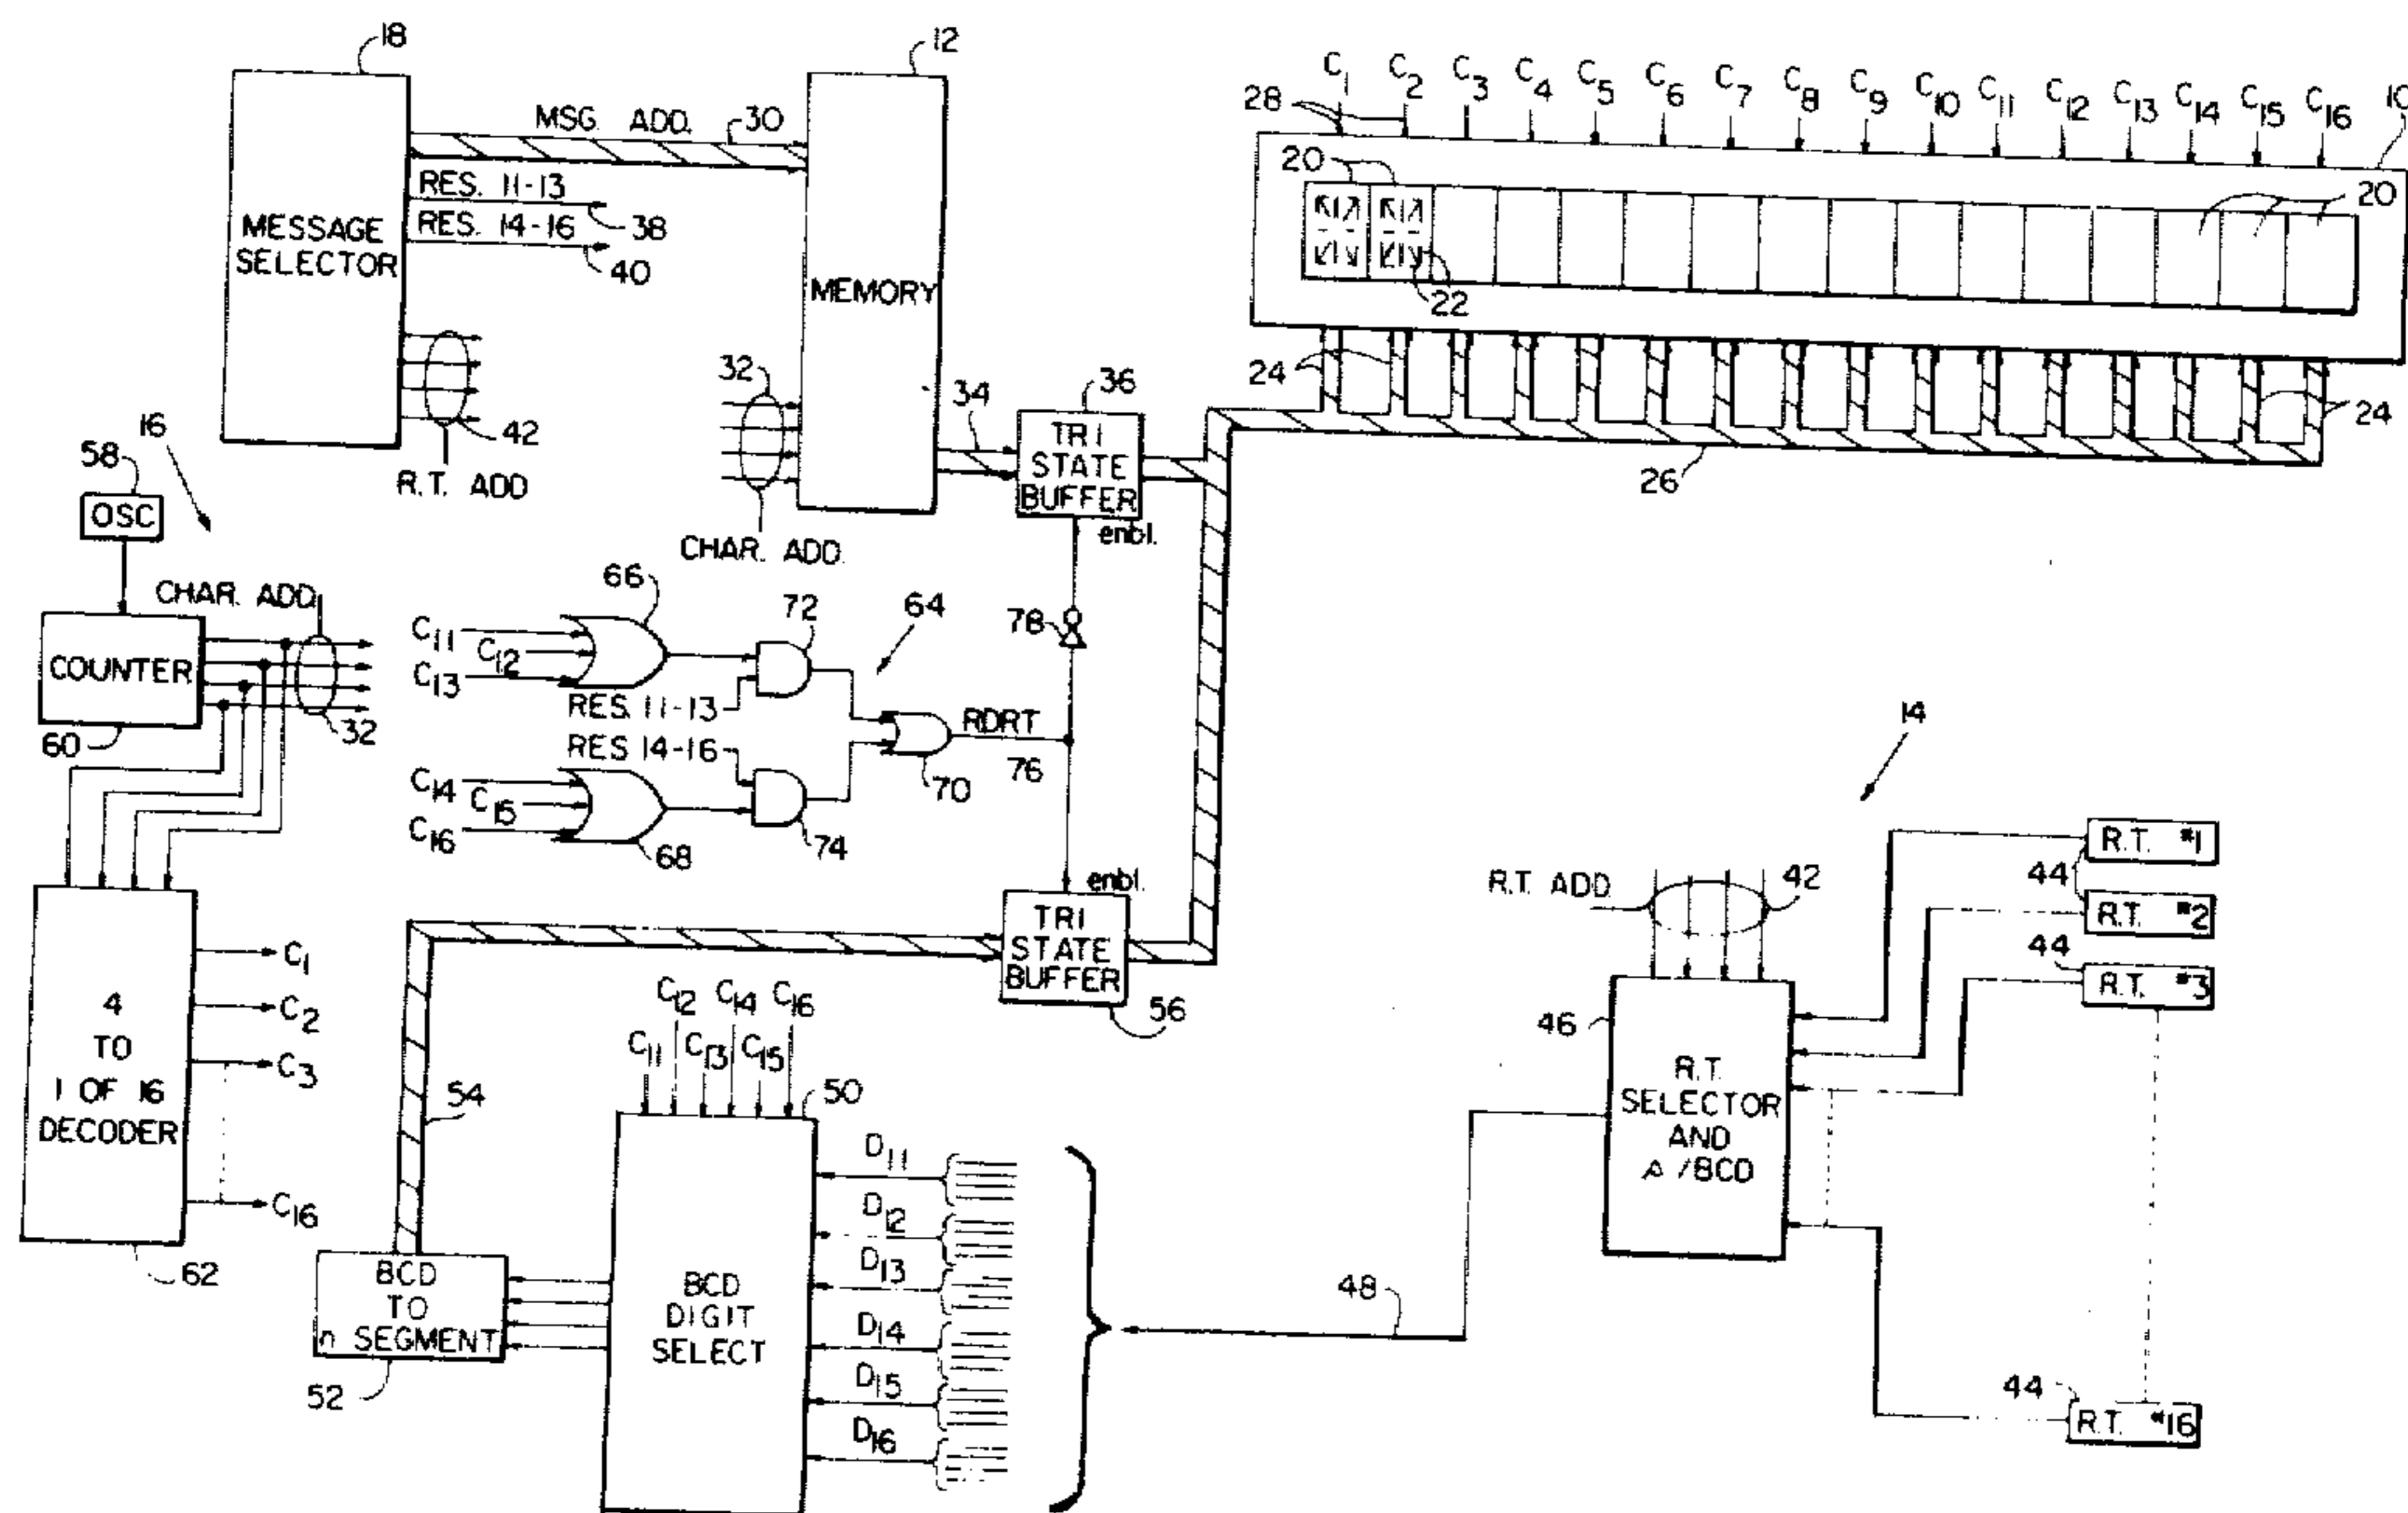 18
12
C1 C2 C3 C4 C5 C6 C7 C8 C9 C10 C11 C12 C13 C14 C15 C16
10
28
MSG. ADD.
30
20
20
RES. 11-13
38
RES. 14-16
40
MESSAGE
SELECTOR
MEMORY
22
42
R.T. ADD
32
CHAR. ADD.
34
36
TRI
STATE
BUFFER
enbl.
24
24
26
16
58
OSC
CHAR. ADD.
COUNTER
60
32
66
C11
C12
C13
RES. 11-13
72
64
78
RES 14-16
C14
C15
C16
68
74
70
RDRT
76
14
4
TO
1 OF 16
DECODER
C1
C2
C3
C16
62
enbl.
TRI
STATE
BUFFER
56
R.T. ADD.
42
R.T. #1
44
R.T. #2
44
R.T. #3
44
R.T. #16
46
R.T.
SELECTOR
AND
/BCD
48
54
C12 C14 C16
C11 C13 C15
50
BCD
DIGIT
SELECT
D11
D12
D13
D14
D15
D16
BCD
TO
n SEGMENT
52